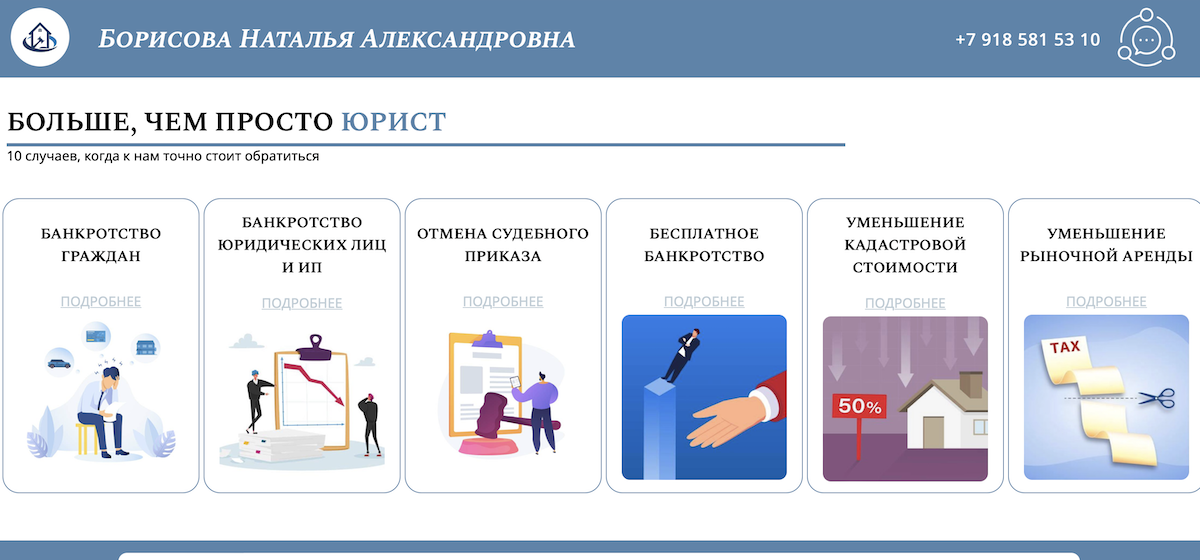 Борисова Наталья Александровна
+7 918 581 53 10
БОЛЬШЕ, ЧЕМ ПРОСТО ЮРИСТ
10 случаев, когда к нам точно стоит обратиться
БАНКРОТСТВО
ГРАЖДАН
ПОДРОБНЕЕ
БАНКРОТСТВО
ЮРИДИЧЕСКИХ ЛИЦ
И ИП
ПОДРОБНЕЕ
ОТМЕНА СУДЕБНОГО
ПРИКАЗА
ПОДРОБНЕЕ
БЕСПЛАТНОЕ
БАНКРОТСТВО
ПОДРОБНЕЕ
УМЕНЬШЕНИЕ
КАДАСТРОВОЙ
СТОИМОСТИ
ПОДРОБНЕЕ
50%
УМЕНЬШЕНИЕ
РЫНОЧНОЙ АРЕНДЫ
ПОДРОБНЕЕ
TAX